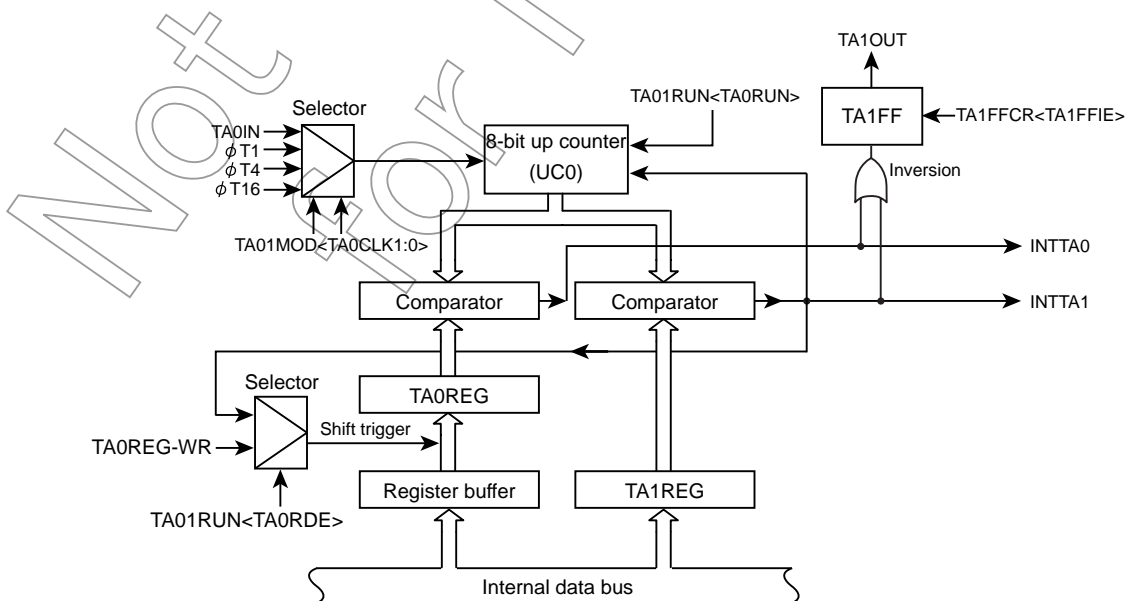 TA1OUT
Selector
TA01RUN<TA0RUN>
TA0IN
8-bit up counter
TA1FF
TA1FFCR<TA1FFIE>
ϕT1
ϕT4
(UC0)
Inversion
ϕT16
TA01MOD<TA0CLK1:0>
INTTA0
Comparator
Comparator
INTTA1
Selector
TA0REG
Shift trigger
TA0REG-WR
Register buffer
TA1REG
TA01RUN<TA0RDE>
Internal data bus
Not
for